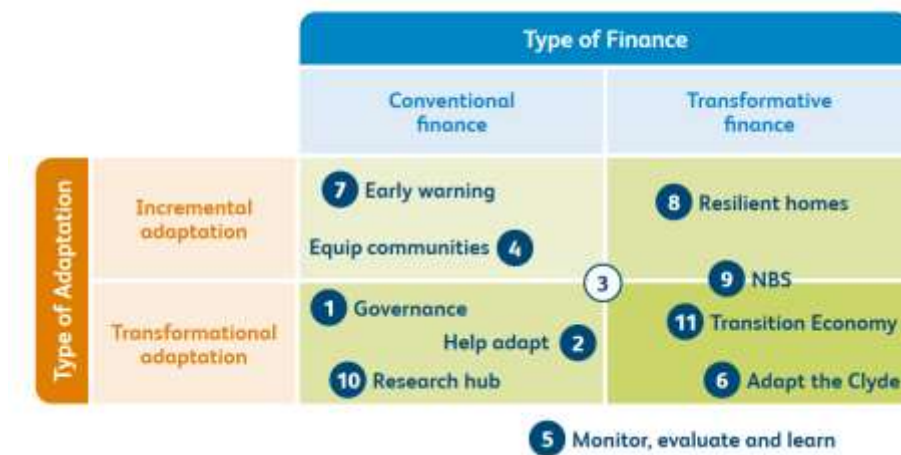 Type of Finance
Conventional
finance
Transformative
finance
Type of Adaptation
Incremental
adaptation
7 Early warning
8 Resilient homes
Equip communities 4
3
9 NBS
Transformational
adaptation
1 Governance
11 Transition Economy
Help adapt 2
10 Research hub
6 Adapt the Clyde
5 Monitor, evaluate and learn